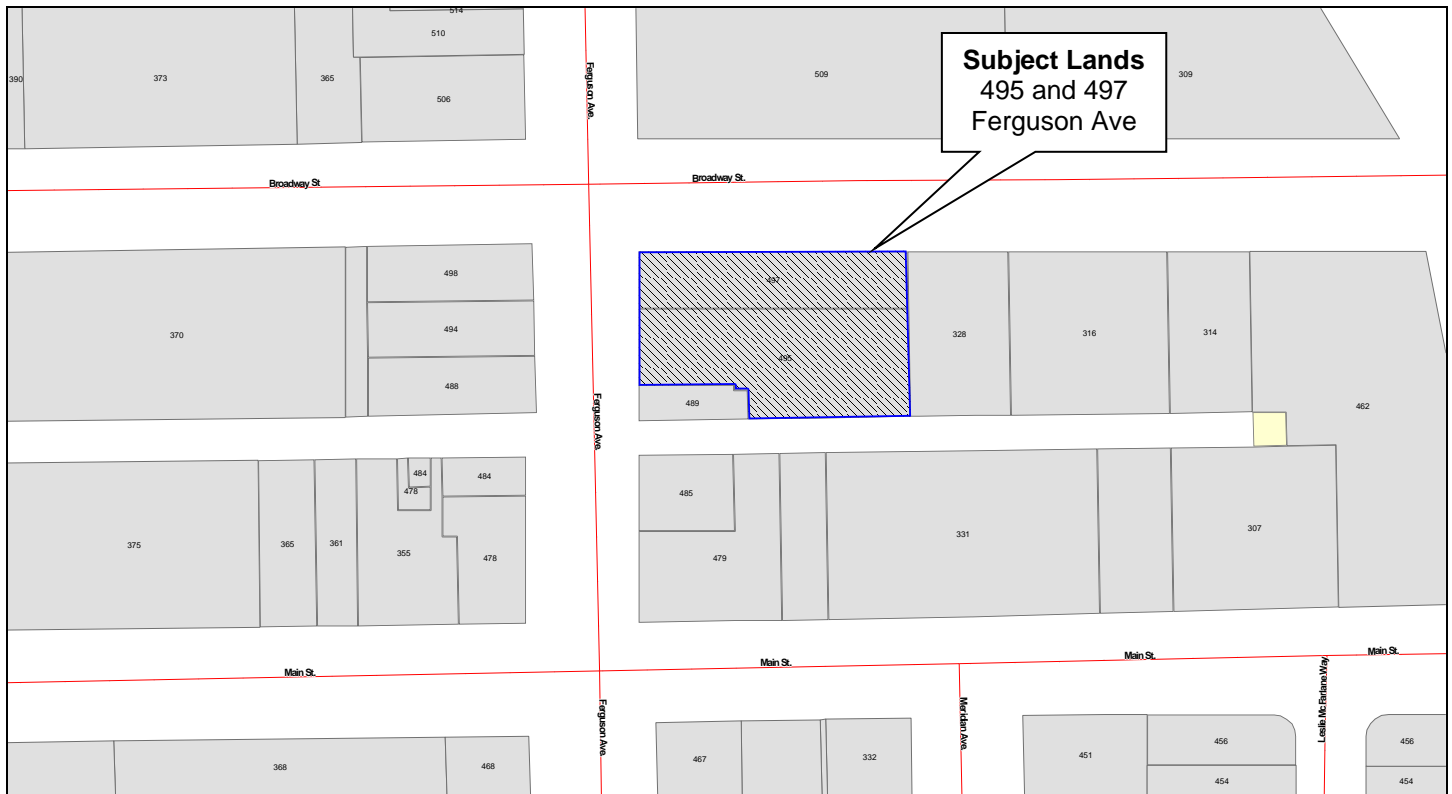 514
510
390
373
365
506
Ferguson Ave.
509
309
Subject Lands
495 and 497
Ferguson Ave
Broadway St
Broadway St.
498
494
488
370
497
495
489
328
316
314
462
Ferguson Ave.
484
484
478
375
365
361
355
478
485
479
331
307
Main St.
Main St.
Main St.
Main St.
Ferguson Ave.
Meridian Ave.
Leslie McFarlane Way
368
468
467
332
451
456
454
456
454